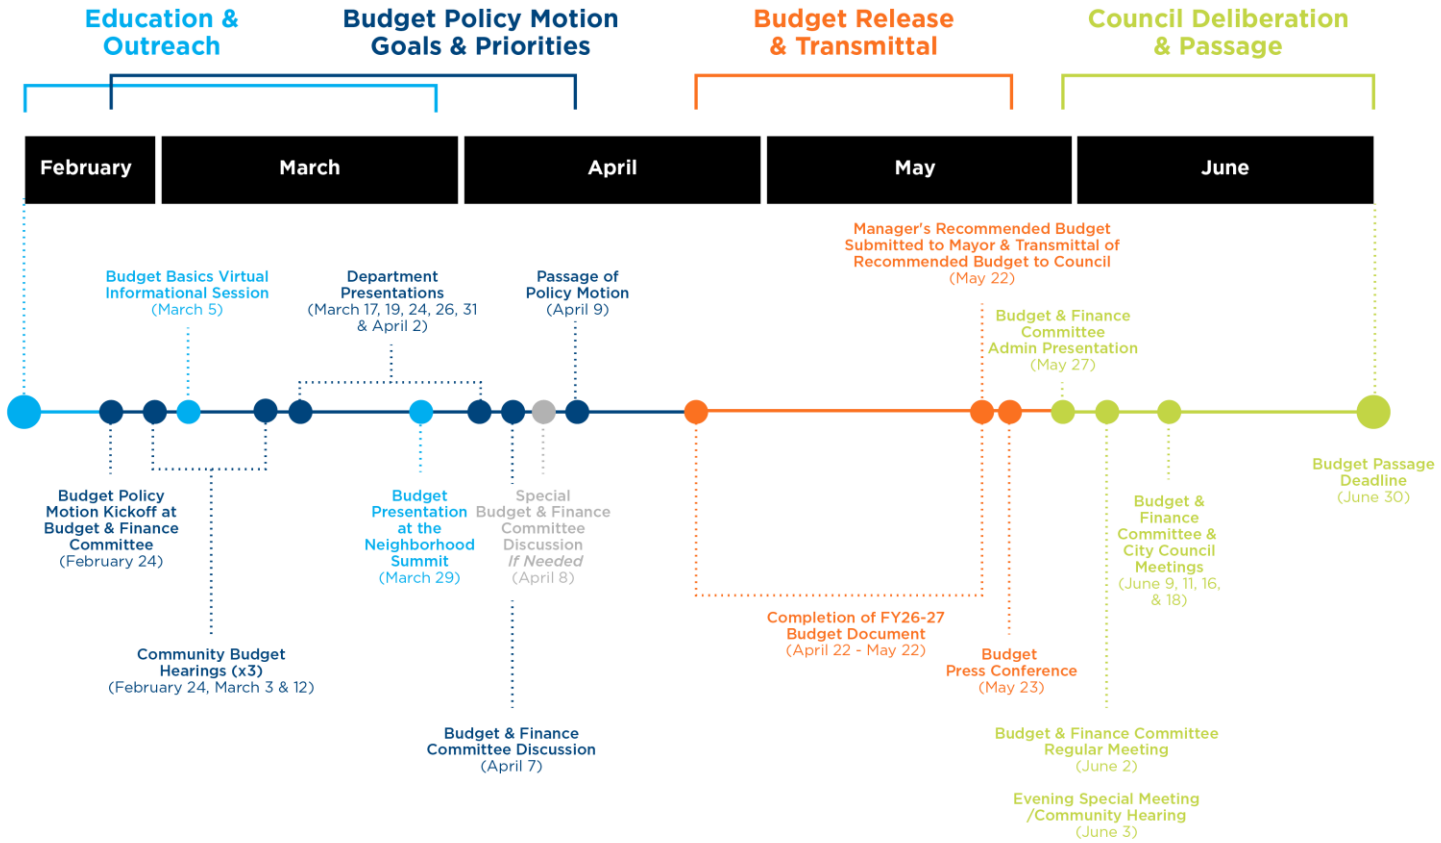 Education &
Outreach
Budget Policy Motion
Goals & Priorities
Budget Release
& Transmittal
Council Deliberation
& Passage
February
March
April
May
June
Manager's Recommended Budget
Submitted to Mayor & Transmittal of
Recommended Budget to Council
(May 22)
Budget Basics Virtual
Informational Session
(March 5)
Department
Presentations
(March 17, 19, 24, 26, 31
& April 2)
Passage of
Policy Motion
(April 9)
Budget & Finance
Committee
Admin Presentation
(May 27)
Budget Policy
Motion Kickoff at
Budget & Finance
Committee
(February 24)
Budget
Presentation
at the
Neighborhood
Summit
(March 29)
Special
Budget & Finance
Committee
Discussion
If Needed
(April 8)
Budget &
Finance
Committee &
City Council
Meetings
(June 9, 11, 16,
& 18)
Budget Passage
Deadline
(June 30)
Community Budget
Hearings (x3)
(February 24, March 3 & 12)
Completion of FY26-27
Budget Document
(April 22 - May 22)
Budget
Press Conference
(May 23)
Budget & Finance
Committee Discussion
(April 7)
Budget & Finance Committee
Regular Meeting
(June 2)
Evening Special Meeting
/Community Hearing
(June 3)